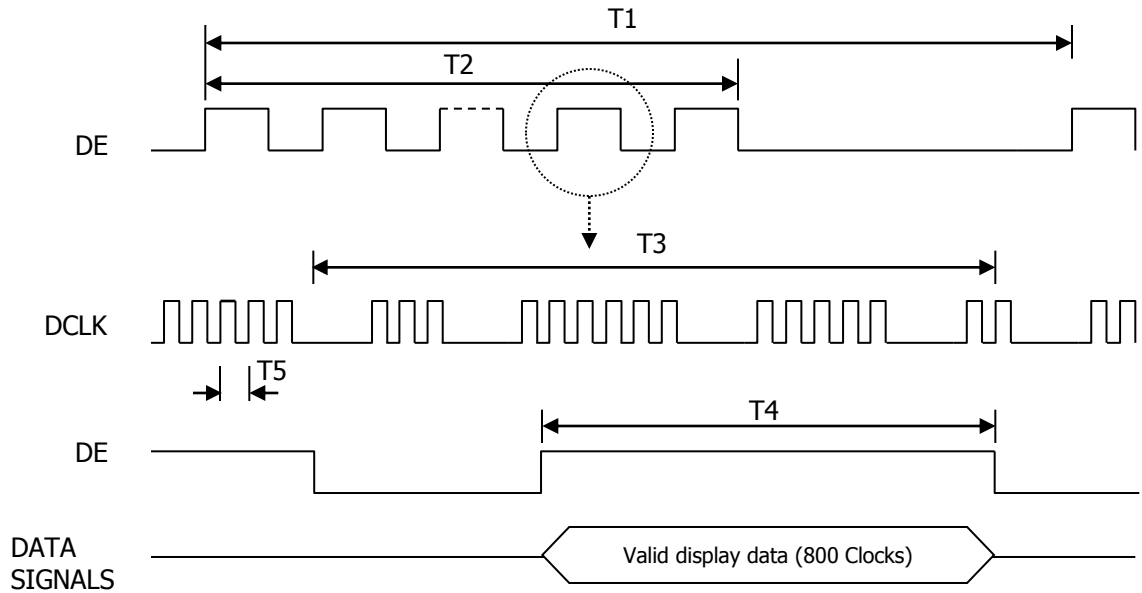 T1
T2
DE
T3
DCLK
T5
T4
DE
DATA
SIGNALS
Valid display data (800 Clocks)